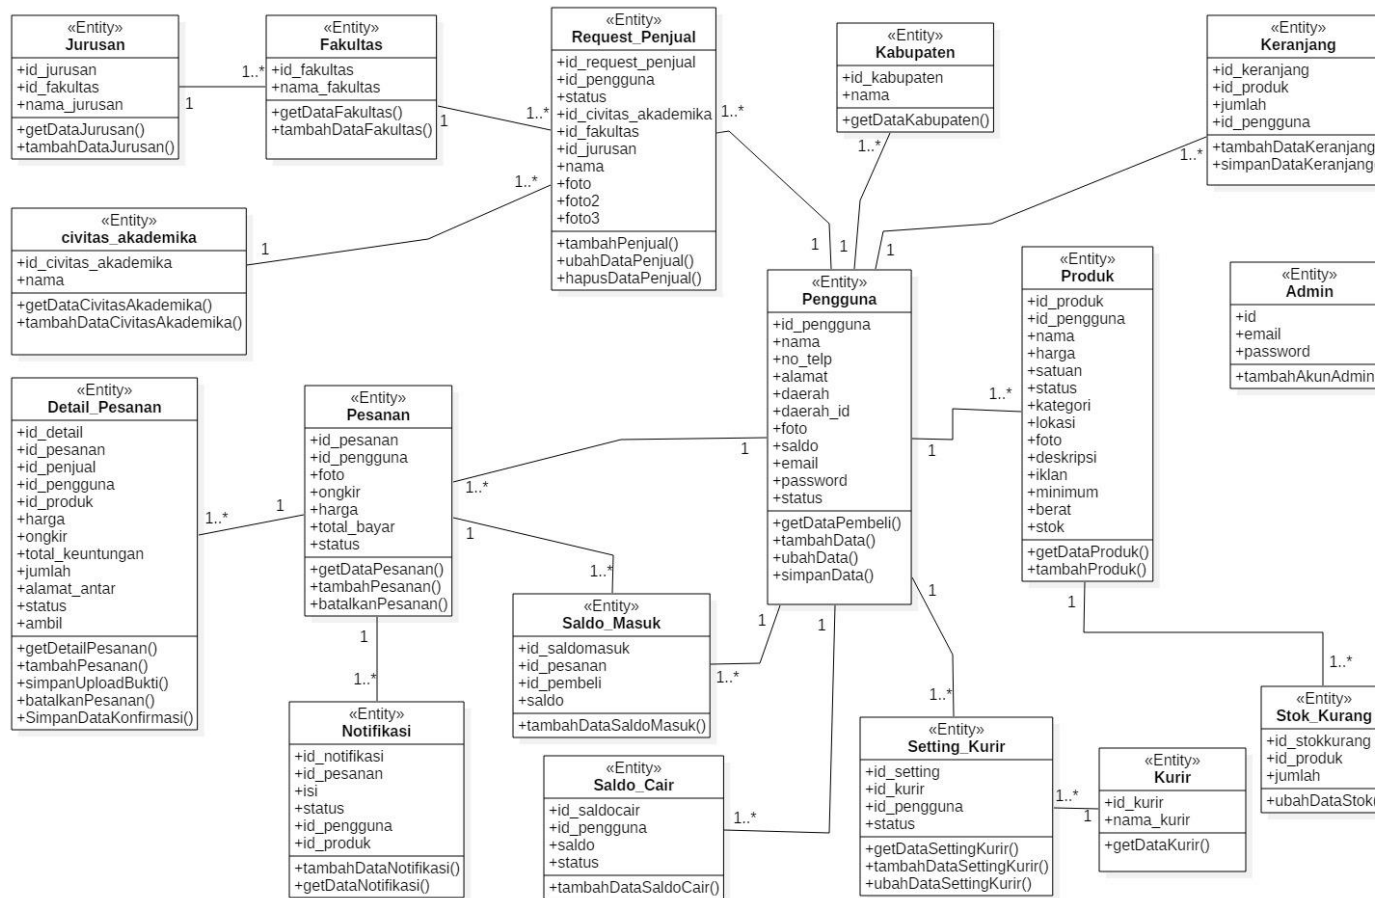 «Entity»
Jurusan
+id_jurusan
+id_fakultas
+nama_jurusan
+getDataJurusan()
+tambahDataJurusan()
1
1..*
«Entity»
Fakultas
+id_fakultas
+nama_fakultas
+getDataFakultas()
+tambahDataFakultas()
1
1..*
«Entity»
Request_Penjual
+id_request_penjual
+id_pengguna
+status
+id_civitas_akademika
+id_fakultas
+id_jurusan
+nama
+foto
+foto2
+foto3
+tambahPenjual()
+ubahDataPenjual()
+hapusDataPenjual()
1..*
1
«Entity»
Kabupaten
+id_kabupaten
+nama
+getDataKabupaten()
1..*
1
«Entity»
Keranjang
+id_keranjang
+id_produk
+jumlah
+id_pengguna
+tambahDataKeranjang
+simpanDataKeranjang(
1..*
1
«Entity»
civitas_akademika
+id_civitas_akademika
+nama
+getDataCivitasAkademika()
+tambahDataCivitasAkademika()
1
1..*
«Entity»
Pengguna
+id_pengguna
+nama
+no_telp
+alamat
+daerah
+daerah_id
+foto
+saldo
+email
+password
+status
+getDataPembeli()
+tambahData()
+ubahData()
+simpanData()
1
1..*
«Entity»
Produk
+id_produk
+id_pengguna
+nama
+harga
+satuan
+status
+kategori
+lokasi
+foto
+deskripsi
+iklan
+minimum
+berat
+stok
+getDataProduk()
+tambahProduk()
«Entity»
Admin
+id
+email
+password
+tambahAkunAdmin
«Entity»
Detail_Pesanan
+id_detail
+id_pesanan
+id_penjual
+id_pengguna
+id_produk
+harga
+ongkir
+total_keuntungan
+jumlah
+alamat_antar
+status
+ambil
+getDetailPesanan()
+tambahPesanan()
+simpanUploadBukti()
+batalkanPesanan()
+SimpanDataKonfirmasi()
1..*
1
«Entity»
Pesanan
+id_pesanan
+id_pengguna
+foto
+ongkir
+harga
+total_bayar
+status
+getDataPesanan()
+tambahPesanan()
+batalkanPesanan()
1..*
1
1
1..*
1
1..*
«Entity»
Saldo_Masuk
+id_saldomasuk
+id_pesanan
+id_pembeli
+saldo
+tambahDataSaldoMasuk()
1
1..*
«Entity»
Notifikasi
+id_notifikasi
+id_pesanan
+isi
+status
+id_pengguna
+id_produk
+tambahDataNotifikasi()
+getDataNotifikasi()
«Entity»
Saldo_Cair
+id_saldocair
+id_pengguna
+saldo
+status
+tambahDataSaldoCair()
1
1..*
1
1..*
«Entity»
Setting_Kurir
+id_setting
+id_kurir
+id_pengguna
+status
+getDataSettingKurir()
+tambahDataSettingKurir()
+ubahDataSettingKurir()
1..*
1
«Entity»
Kurir
+id_kurir
+nama_kurir
+getDataKurir()
1
1..*
«Entity»
Stok_Kurang
+id_stokkurang
+id_produk
+jumlah
+ubahDataStok(